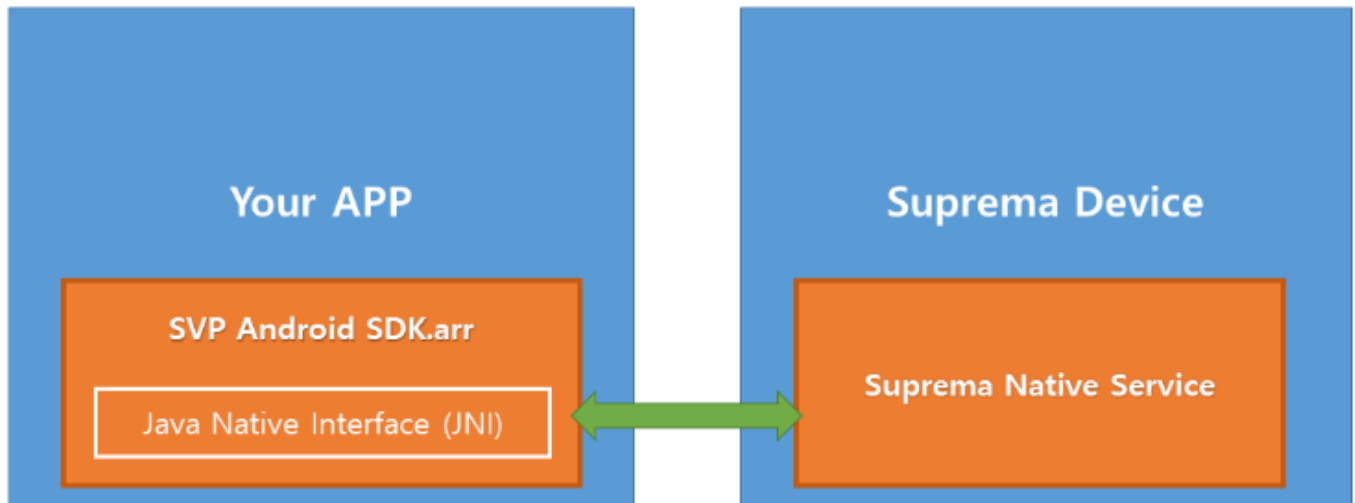 Your APP
SVP Android SDK.arr
Java Native Interface (JNI)
Suprema Device
Suprema Native Service